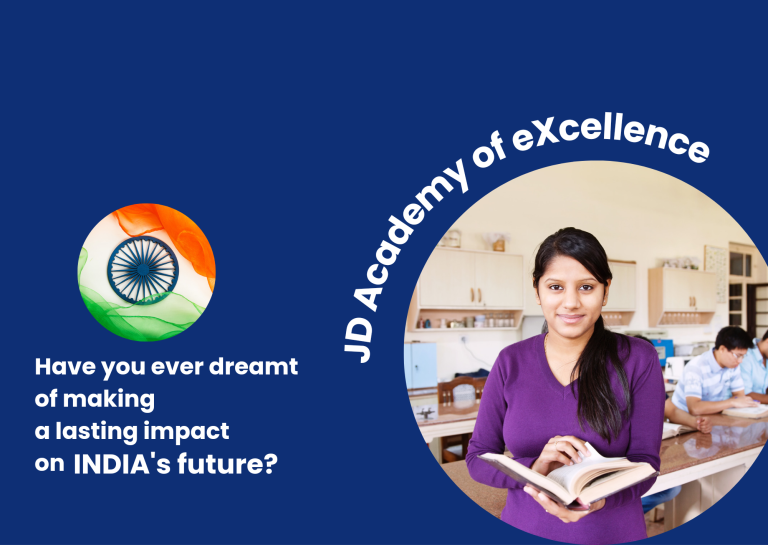 JD Academy of eXcellence
Have you ever dreamt
of making
a lasting impact
on INDIA's future?